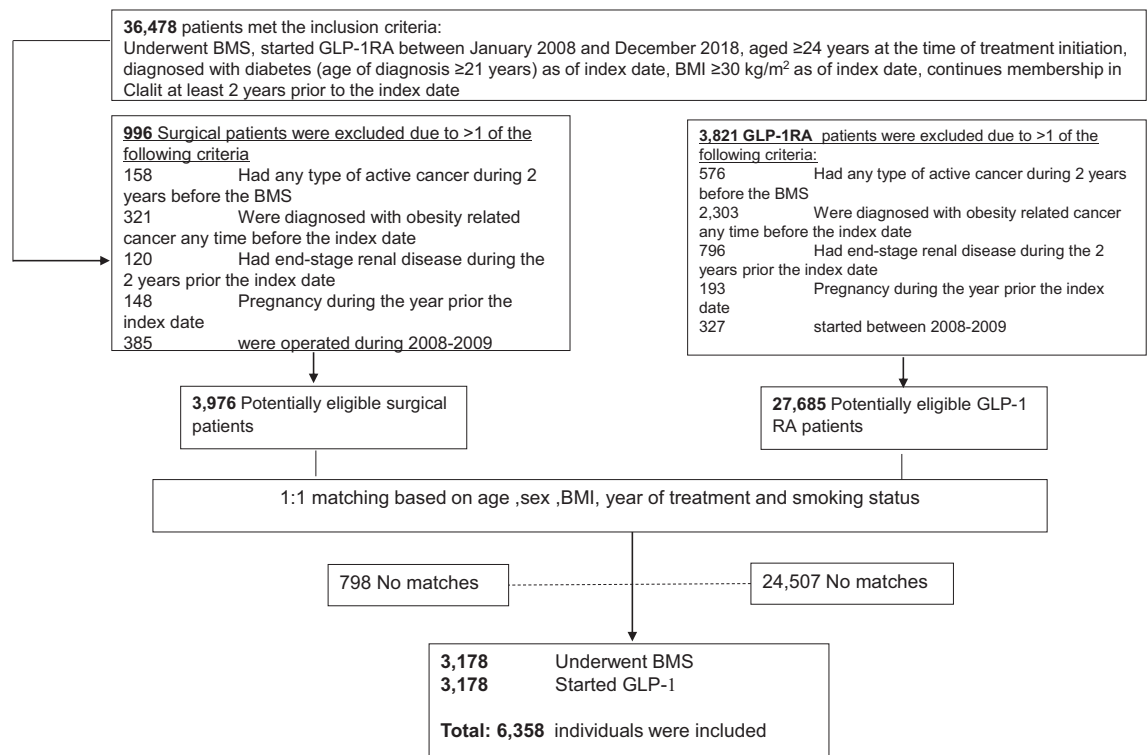 36,478 patients met the inclusion criteria:
Underwent BMS, started GLP-1RA between January 2008 and December 2018, aged ≥24 years at the time of treatment initiation,
diagnosed with diabetes (age of diagnosis ≥21 years) as of index date, BMI ≥30 kg/m² as of index date, continues membership in
Clalit at least 2 years prior to the index date
996 Surgical patients were excluded due to >1 of the
following criteria
158 Had any type of active cancer during 2
years before the BMS
321 Were diagnosed with obesity related
cancer any time before the index date
120 Had end-stage renal disease during the
2 years prior the index date
148 Pregnancy during the year prior the
index date
385 were operated during 2008-2009
3,821 GLP-1RA patients were excluded due to >1 of the
following criteria:
576 Had any type of active cancer during 2 years
before the BMS
2,303 Were diagnosed with obesity related cancer
any time before the index date
796 Had end-stage renal disease during the 2
years prior the index date
193 Pregnancy during the year prior the index
date
327 started between 2008-2009
3,976 Potentially eligible surgical
patients
27,685 Potentially eligible GLP-1
RA patients
1:1 matching based on age ,sex ,BMI, year of treatment and smoking status
798 No matches
24,507 No matches
3,178 Underwent BMS
3,178 Started GLP-1
Total: 6,358 individuals were included